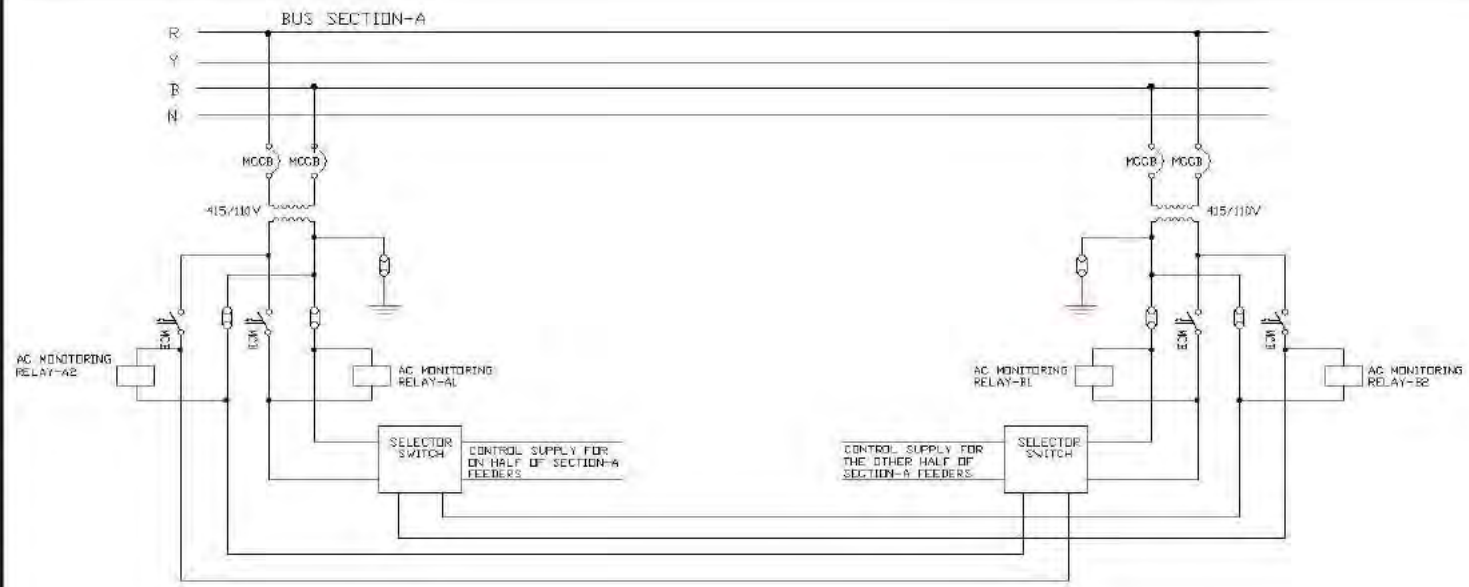 BUS SECTION-A
R
Y
B
N
MCCB MCCB
MCCB MCCB
415/110V
415/110V
MCB
MCB
MCB
MCB
AC MONITORING
RELAY-A2
AC MONITORING
RELAY-A1
AC MONITORING
RELAY-B1
AC MONITORING
RELAY-B2
SELECTOR
SWITCH
CONTROL SUPPLY FOR
ON HALF OF SECTION-A
FEEDERS
CONTROL SUPPLY FOR
THE OTHER HALF OF
SECTION-A FEEDERS
SELECTOR
SWITCH